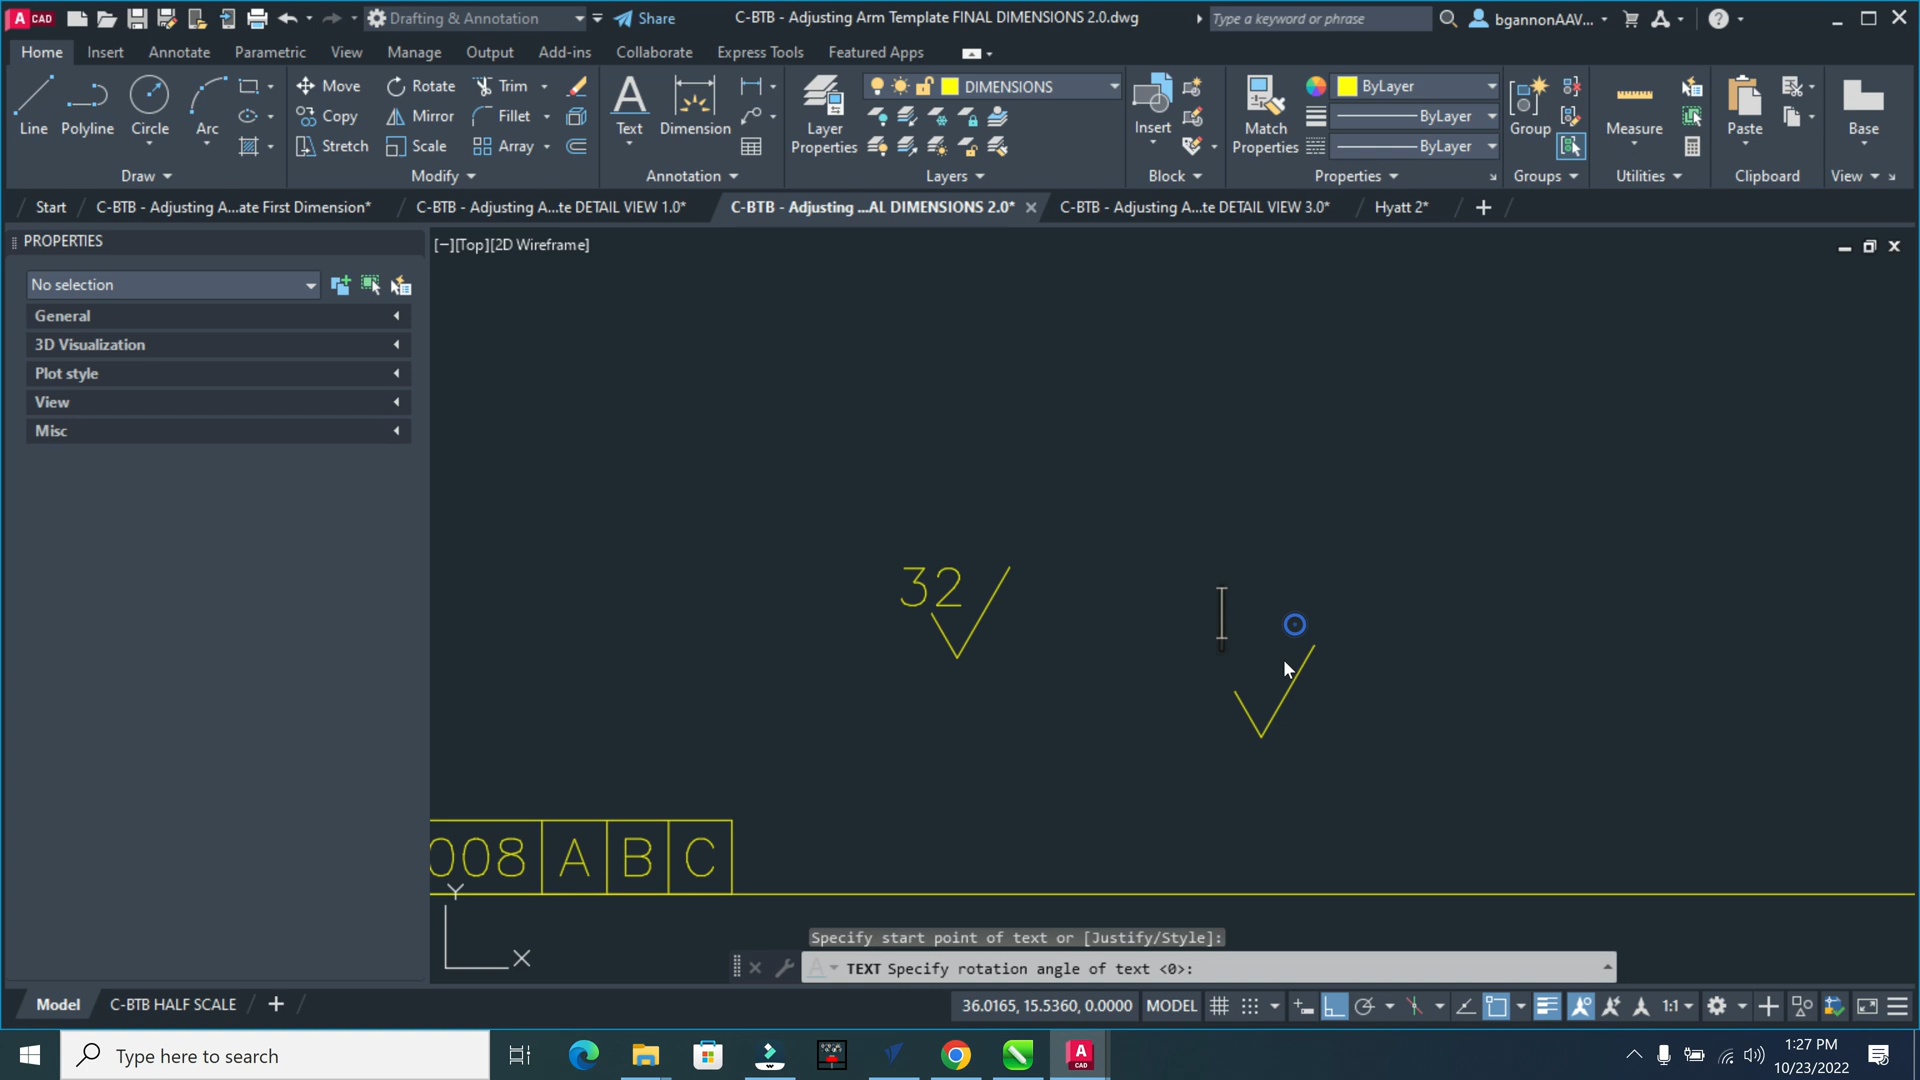 A CAD
Drafting & Annotation
Share
C-BTB - Adjusting Arm Template FINAL DIMENSIONS 2.0.dwg
Type a keyword or phrase
bgannonAAV...
Home Insert Annotate Parametric View Manage Output Add-ins Collaborate Express Tools Featured Apps
Line Polyline Circle Arc
Move Rotate Trim
Copy Mirror Fillet
Stretch Scale Array
Text Dimension
Layer Properties
DIMENSIONS
Insert
Match Properties
ByLayer
ByLayer
ByLayer
Group
Measure
Paste
Base
Draw Modify Annotation Layers Block Properties Groups Utilities Clipboard View
Start
C-BTB - Adjusting A...ate First Dimension*
C-BTB - Adjusting A...te DETAIL VIEW 1.0*
C-BTB - Adjusting ...AL DIMENSIONS 2.0*
C-BTB - Adjusting A...te DETAIL VIEW 3.0*
Hyatt 2*
PROPERTIES
No selection
General
3D Visualization
Plot style
View
Misc
[−][Top][2D Wireframe]
32
008 A B C
Y
X
Specify start point of text or [Justify/Style]:
TEXT Specify rotation angle of text <0>:
Model
C-BTB HALF SCALE
36.0165, 15.5360, 0.0000 MODEL
1:1
Type here to search
A CAD
1:27 PM
10/23/2022